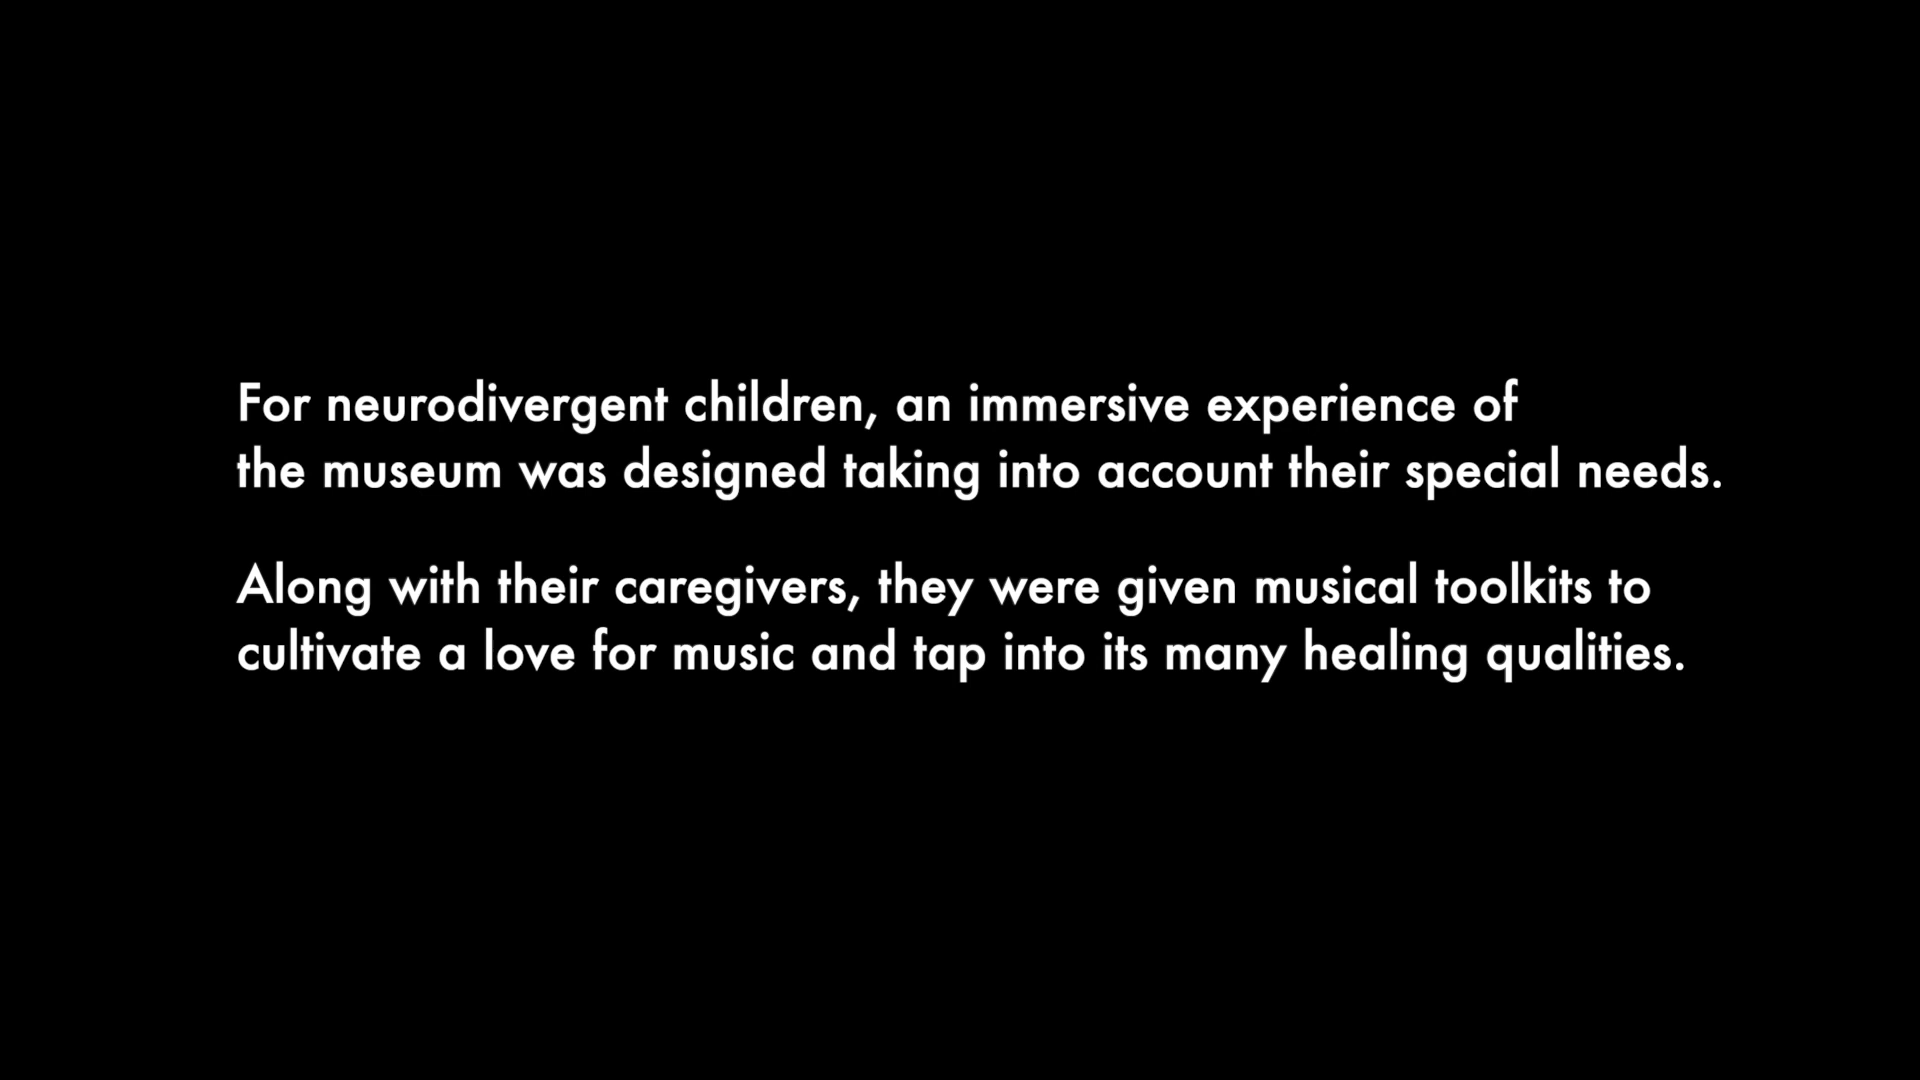 For neurodivergent children, an immersive experience of
the museum was designed taking into account their special needs.
Along with their caregivers, they were given musical toolkits to
cultivate a love for music and tap into its many healing qualities.